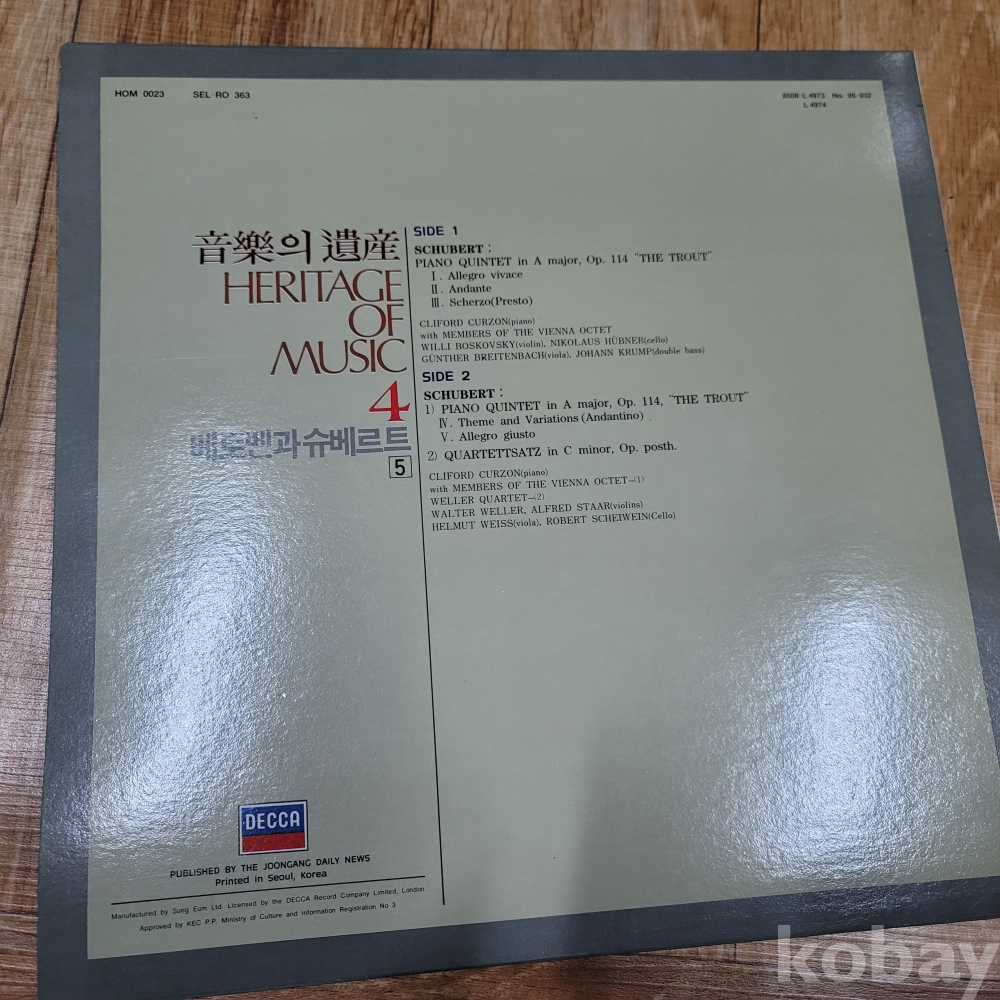 HOM 0023 SEL-RO 363
8508-L.4973 No. 85-932
L.4974
音樂의 遺産
HERITAGE
OF
MUSIC
4
베토벤과 슈베르트
5
SIDE 1
SCHUBERT :
PIANO QUINTET in A major, Op. 114 "THE TROUT"
Ⅰ. Allegro vivace
Ⅱ. Andante
Ⅲ. Scherzo(Presto)
CLIFORD CURZON(piano)
with MEMBERS OF THE VIENNA OCTET
WILLI BOSKOVSKY(violin), NIKOLAUS HÜBNER(cello)
GÜNTHER BREITENBACH(viola), JOHANN KRUMP(double bass)
SIDE 2
SCHUBERT :
1) PIANO QUINTET in A major, Op. 114, "THE TROUT"
Ⅳ. Theme and Variations (Andantino)
Ⅴ. Allegro giusto
2) QUARTETTSATZ in C minor, Op. posth.
CLIFORD CURZON(piano)
with MEMBERS OF THE VIENNA OCTET-(1)
WELLER QUARTET-(2)
WALTER WELLER, ALFRED STAAR(violins)
HELMUT WEISS(viola), ROBERT SCHEIWEIN(Cello)
DECCA
PUBLISHED BY THE JOONGANG DAILY NEWS
Printed in Seoul, Korea
Manufactured by Sung Eum Ltd. Licensed by the DECCA Record Company Limited, London.
Approved by KEC P.P. Ministry of Culture and Information Registration No 3
kobay